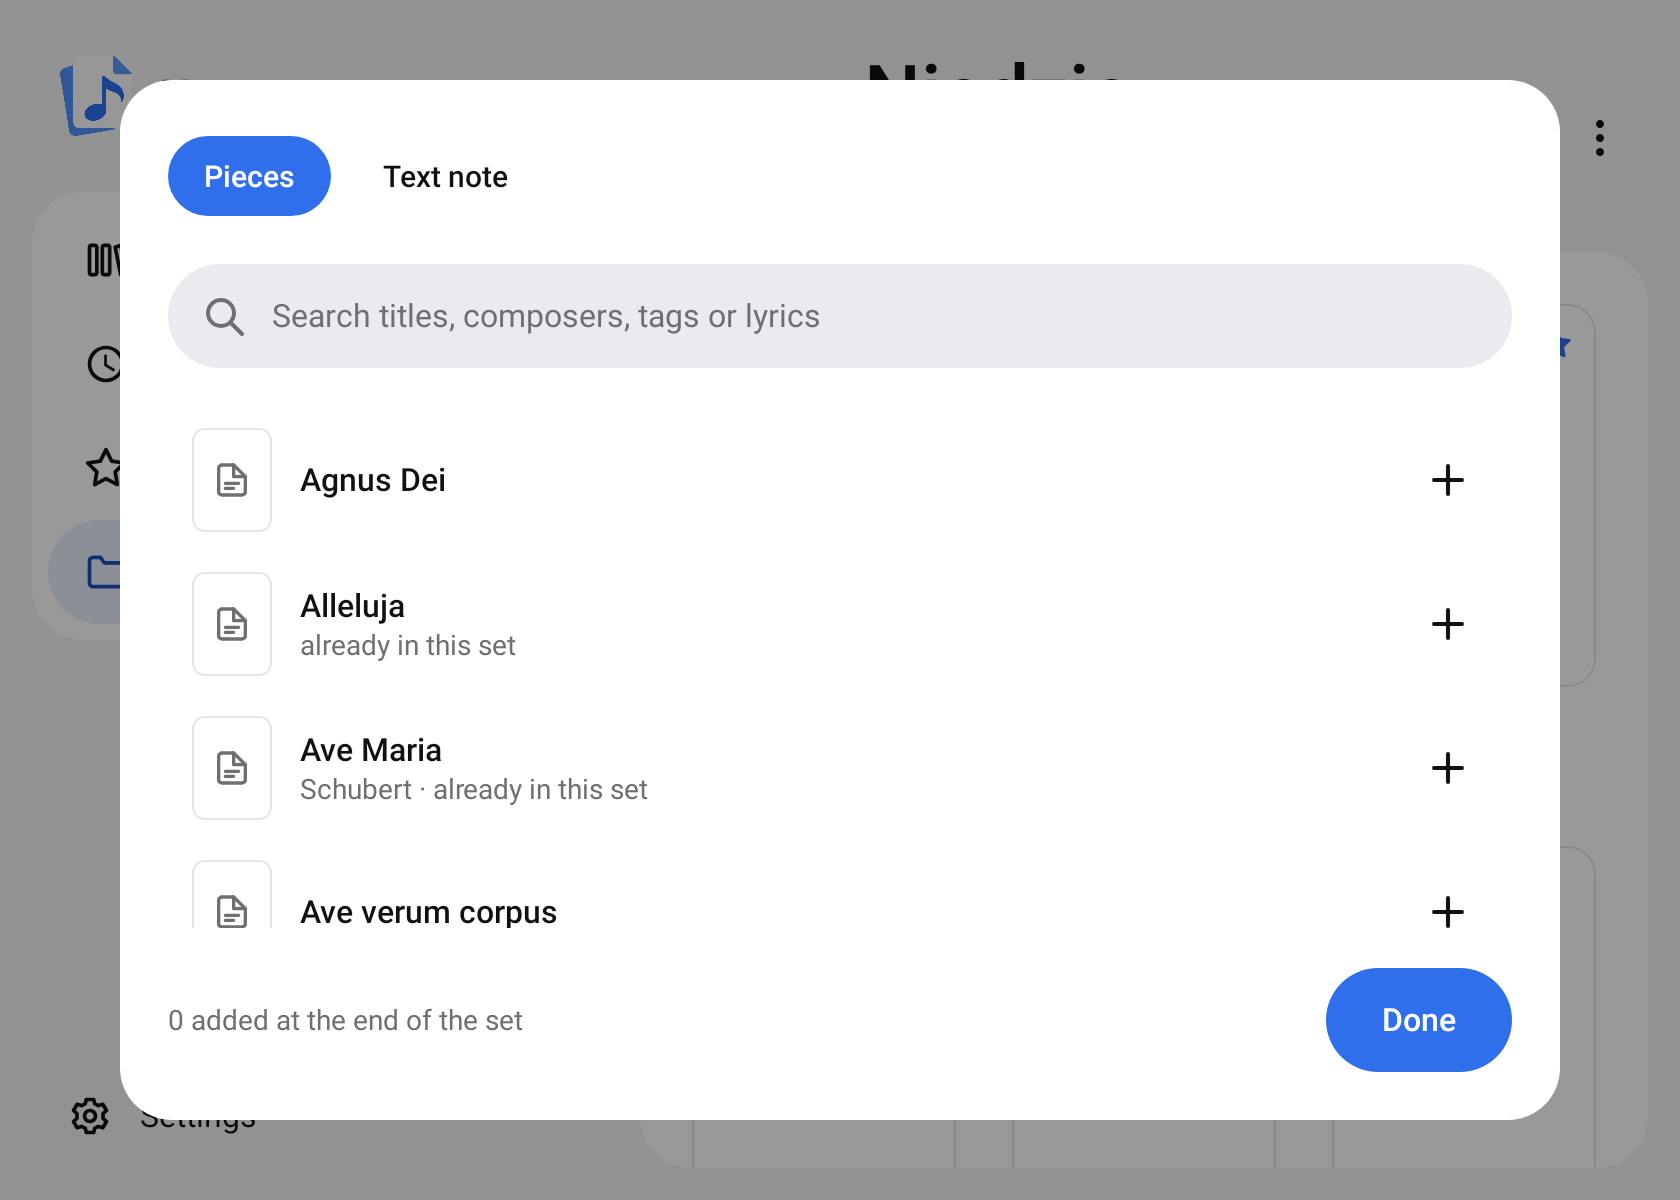 Pieces
Text note
Search titles, composers, tags or lyrics
Agnus Dei
Alleluja
already in this set
Ave Maria
Schubert · already in this set
Ave verum corpus
0 added at the end of the set
Done
Settings